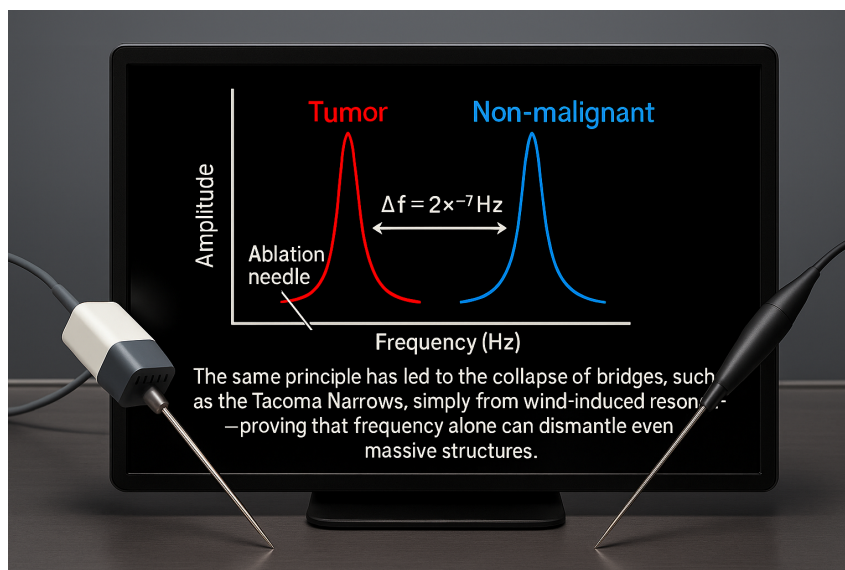 Tumor
Non-malignant
Amplitude
Δf = 2×⁻⁷ Hz
Ablation
needle
Frequency (Hz)
The same principle has led to the collapse of bridges, such
as the Tacoma Narrows, simply from wind-induced
—proving that frequency alone can dismantle even
massive structures.